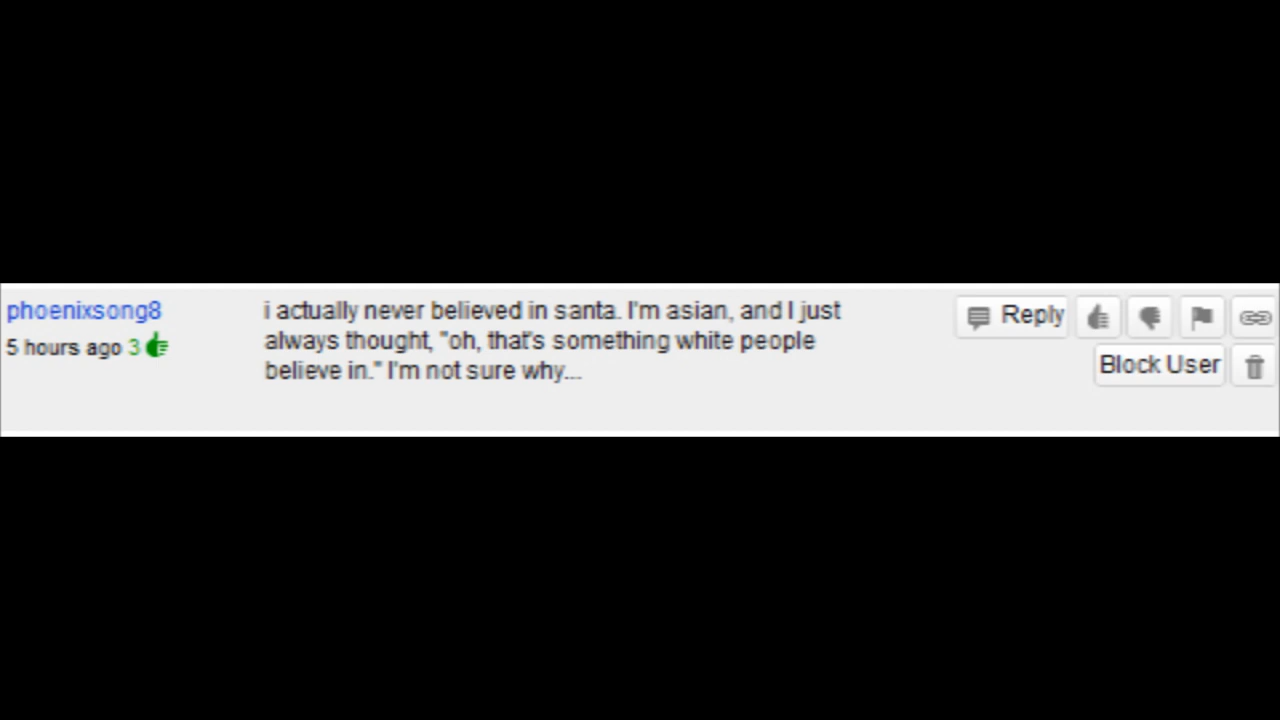 phoenixsong8
5 hours ago 3
i actually never believed in santa. I'm asian, and I just
always thought, "oh, that's something white people
believe in." I'm not sure why...
Reply
Block User